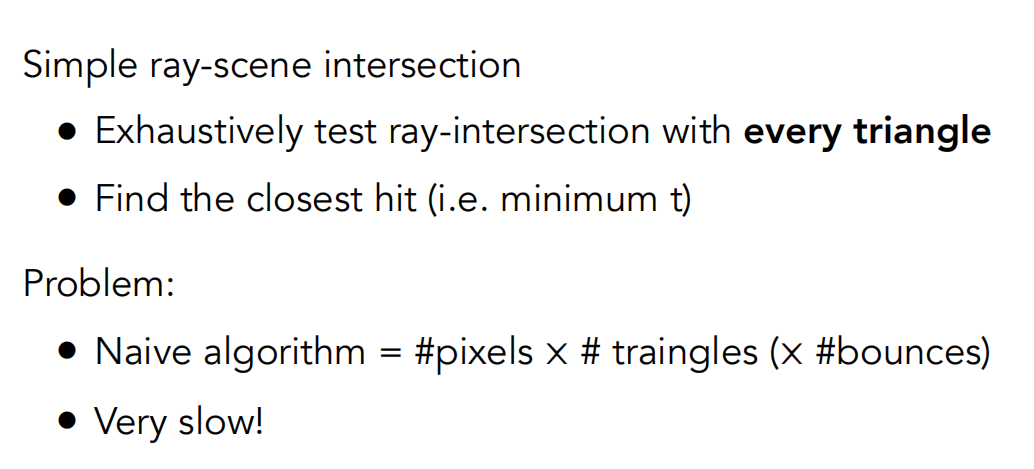 Simple ray-scene intersection
● Exhaustively test ray-intersection with every triangle
● Find the closest hit (i.e. minimum t)
Problem:
● Naive algorithm = #pixels × # traingles (× #bounces)
● Very slow!